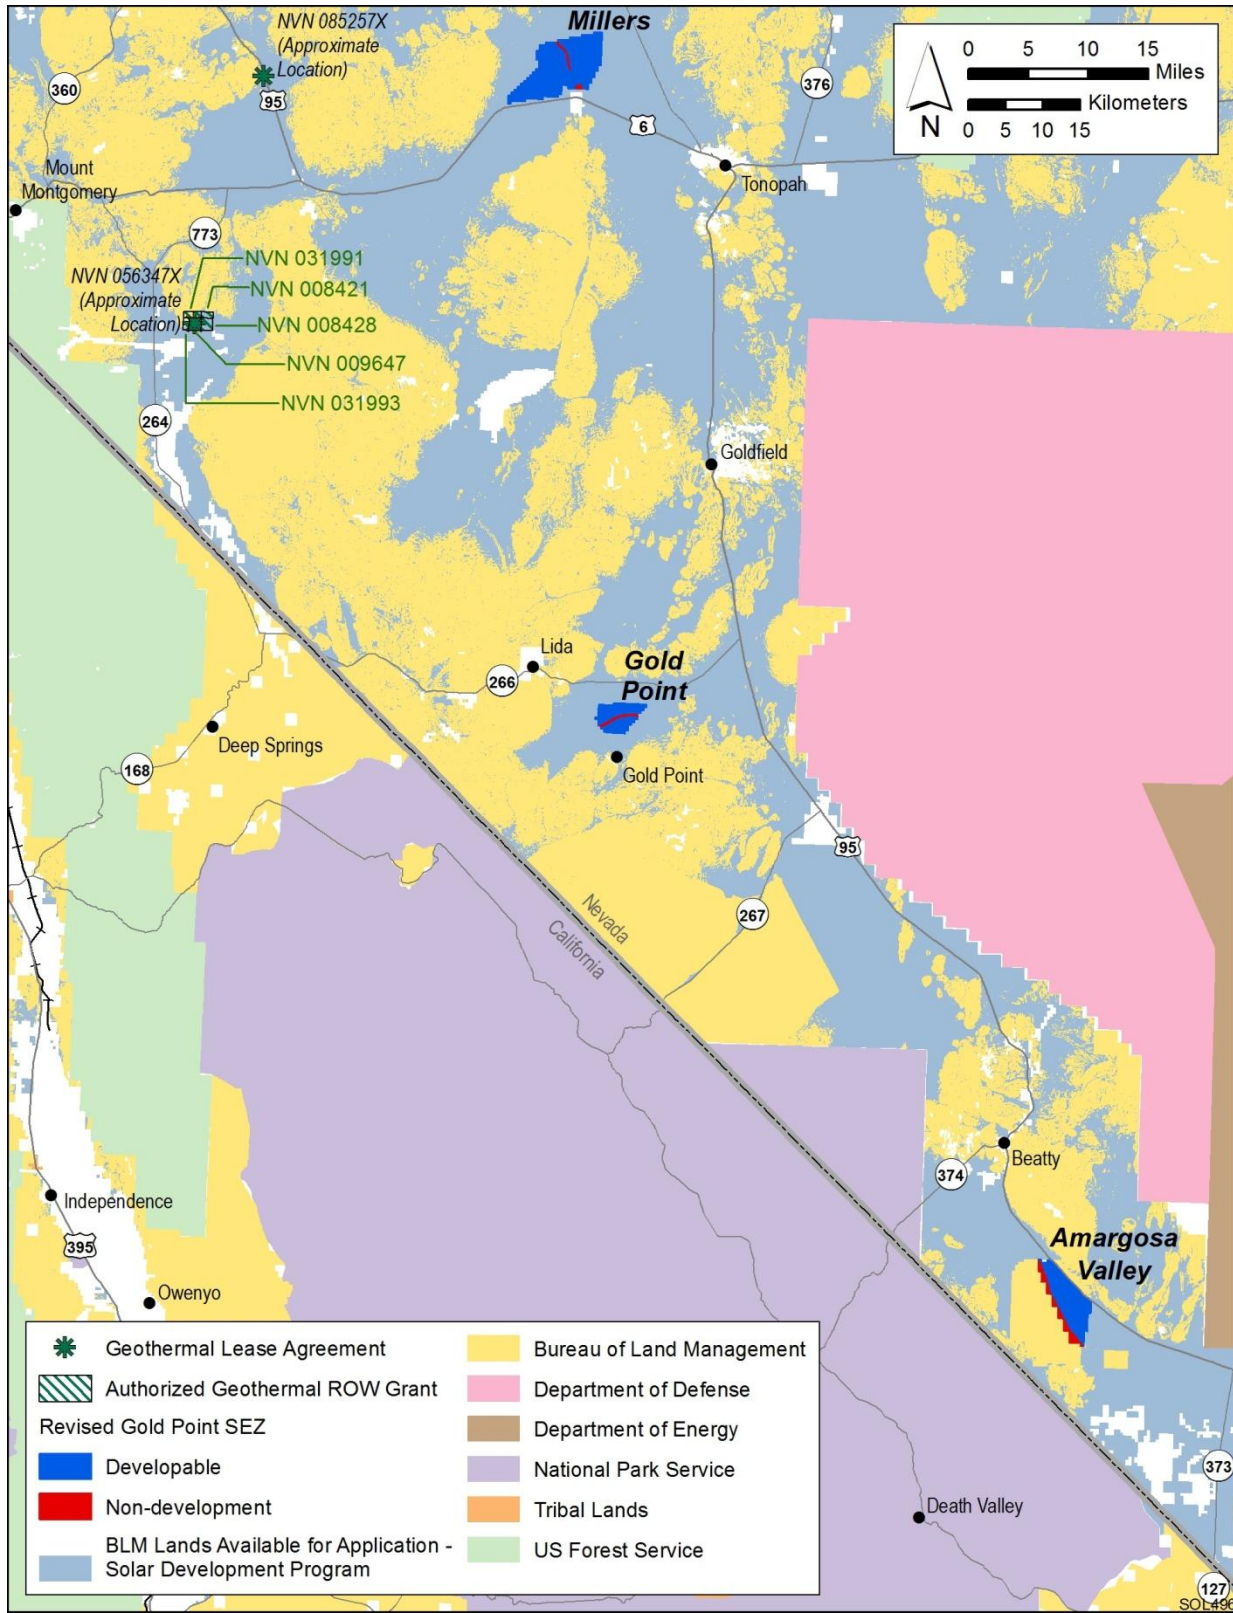 NVN 085257X
(Approximate
Location)
Millers
360
95
376
6
0 5 10 15
Miles
Kilometers
0 5 10 15
N
Mount
Montgomery
Tonopah
773
NVN 031991
NVN 056347X
(Approximate
Location)
NVN 008421
NVN 008428
NVN 009647
NVN 031993
264
Goldfield
Lida
266
Gold
Point
Deep Springs
168
Gold Point
95
267
Nevada
California
Beatty
374
Independence
395
Amargosa
Valley
Owenyo
Geothermal Lease Agreement
Authorized Geothermal ROW Grant
Revised Gold Point SEZ
Developable
Non-development
BLM Lands Available for Application -
Solar Development Program
Bureau of Land Management
Department of Defense
Department of Energy
National Park Service
Tribal Lands
US Forest Service
373
Death Valley
127